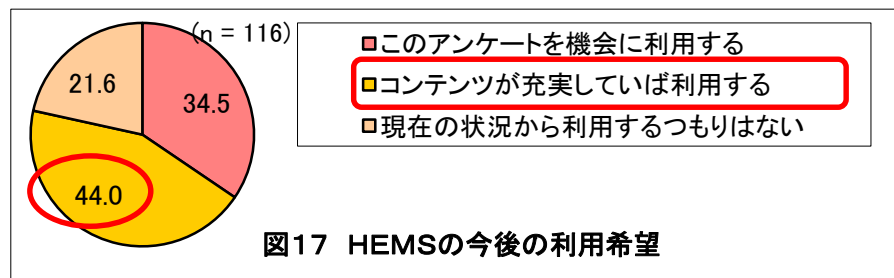 (n = 116)
21.6
34.5
44.0
このアンケートを機会に利用する
コンテンツが充実していば利用する
現在の状況から利用するつもりはない
図17 HEMSの今後の利用希望